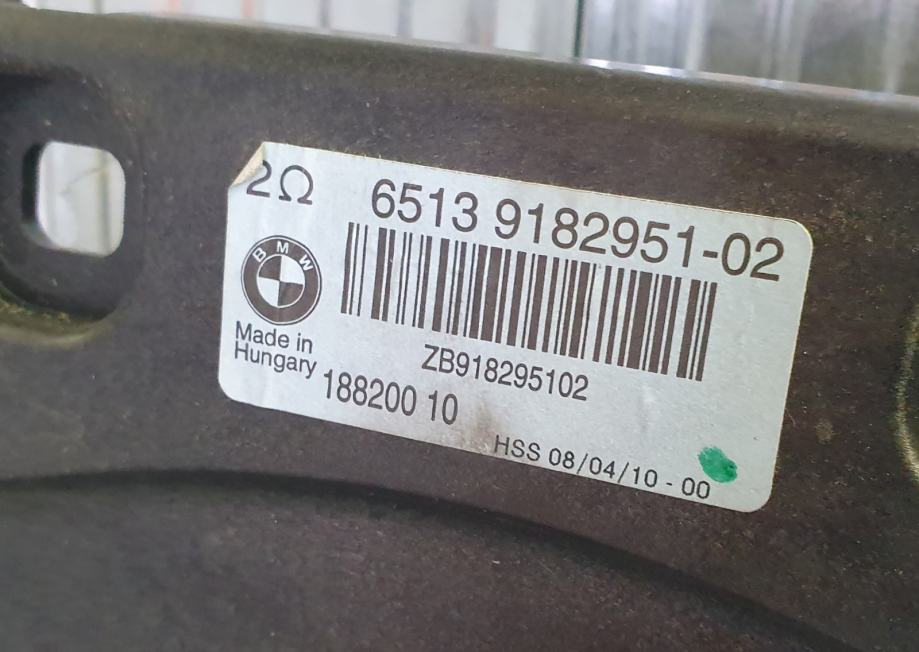 2Ω
6513 9182951-02
BMW
Made in
Hungary
ZB918295102
188200 10
HSS 08/04/10 - 00